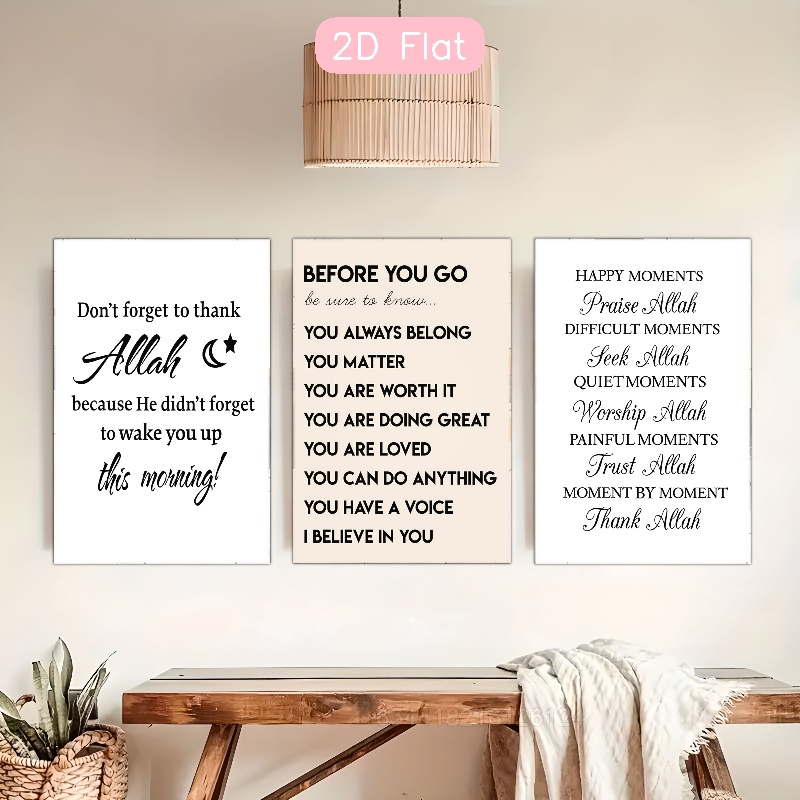 2D Flat
Don't forget to thank
Allah
because He didn't forget
to wake you up
this morning!
BEFORE YOU GO
be sure to know...
YOU ALWAYS BELONG
YOU MATTER
YOU ARE WORTH IT
YOU ARE DOING GREAT
YOU ARE LOVED
YOU CAN DO ANYTHING
YOU HAVE A VOICE
I BELIEVE IN YOU
HAPPY MOMENTS
Praise Allah
DIFFICULT MOMENTS
Seek Allah
QUIET MOMENTS
Worship Allah
PAINFUL MOMENTS
Trust Allah
MOMENT BY MOMENT
Thank Allah